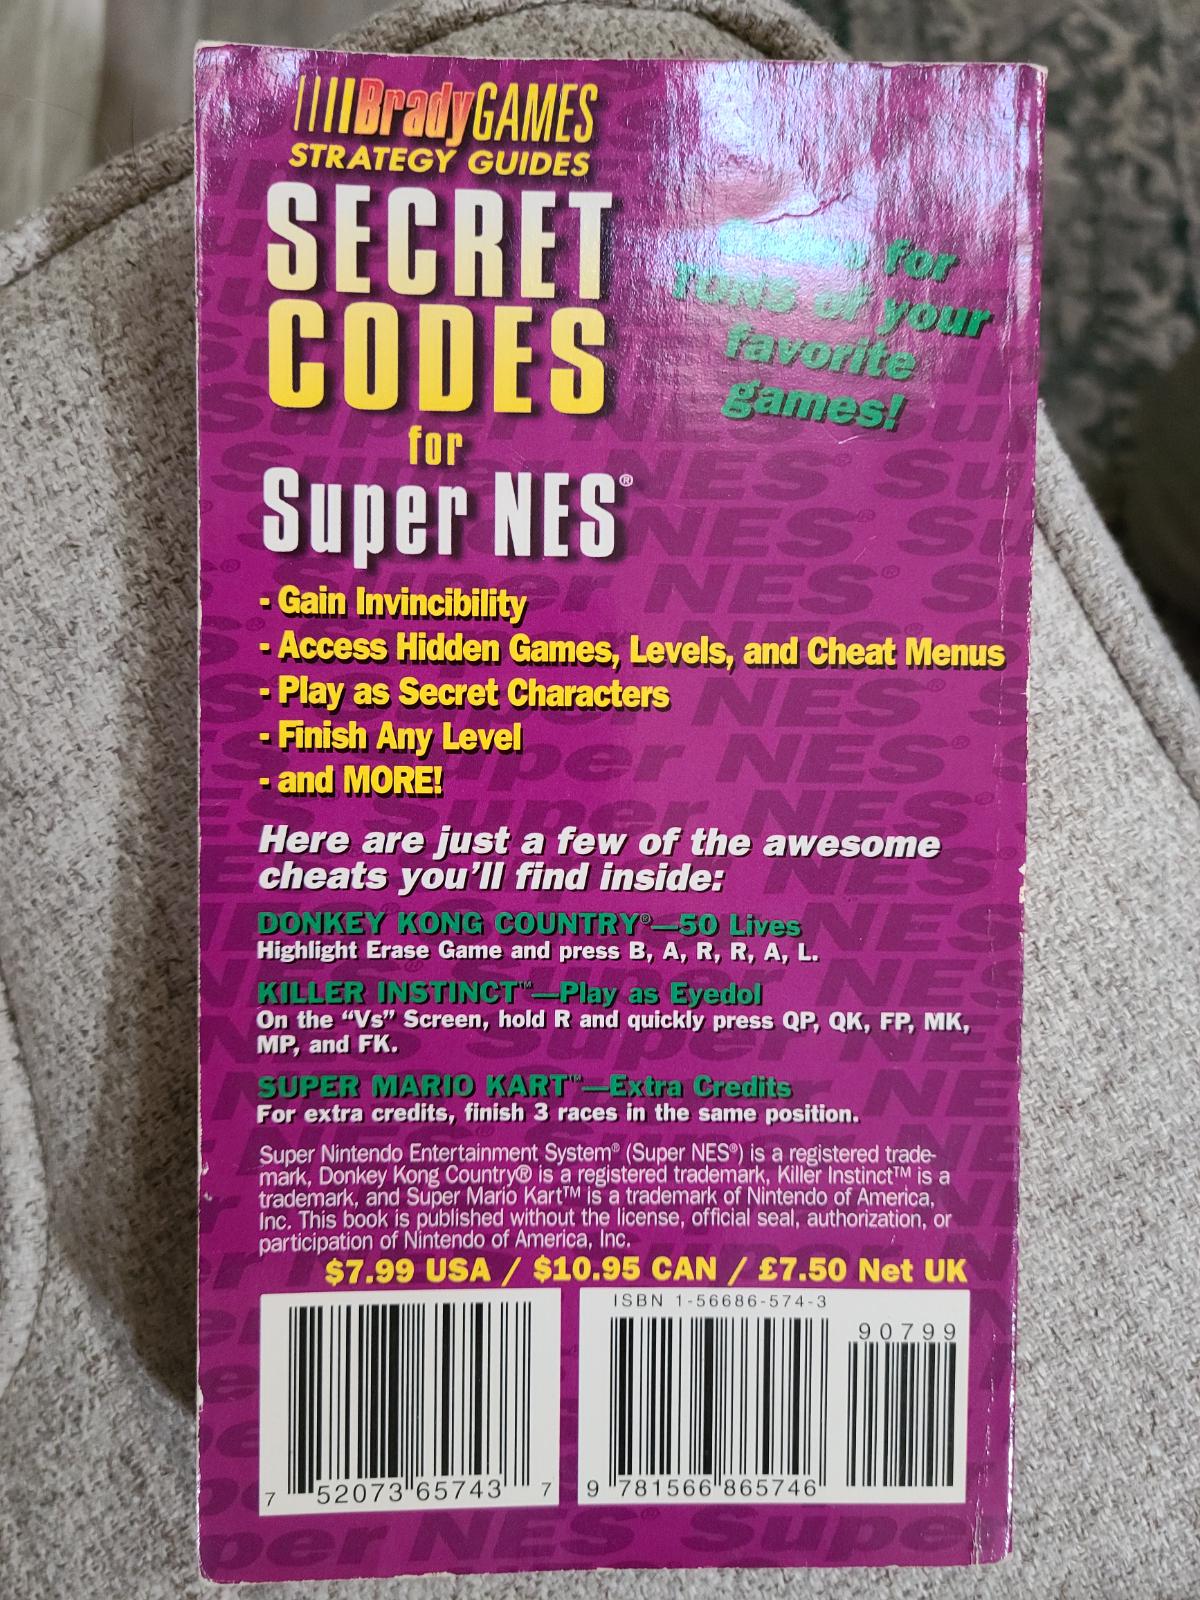 BradyGAMES
STRATEGY GUIDES
SECRET
CODES
for
Super NES®
for
TONS of your
favorite
games!
- Gain Invincibility
- Access Hidden Games, Levels, and Cheat Menus
- Play as Secret Characters
- Finish Any Level
- and MORE!
Here are just a few of the awesome
cheats you'll find inside:
DONKEY KONG COUNTRY®—50 Lives
Highlight Erase Game and press B, A, R, R, A, L.
KILLER INSTINCT™—Play as Eyedol
On the “Vs” Screen, hold R and quickly press QP, QK, FP, MK,
MP, and FK.
SUPER MARIO KART™—Extra Credits
For extra credits, finish 3 races in the same position.
Super Nintendo Entertainment System® (Super NES®) is a registered trade-
mark, Donkey Kong Country® is a registered trademark, Killer Instinct™ is a
trademark, and Super Mario Kart™ is a trademark of Nintendo of America,
Inc. This book is published without the license, official seal, authorization, or
participation of Nintendo of America, Inc.
$7.99 USA / $10.95 CAN / £7.50 Net UK
ISBN 1-56686-574-3
90799
7 52073 65743 7
9 781566 865746